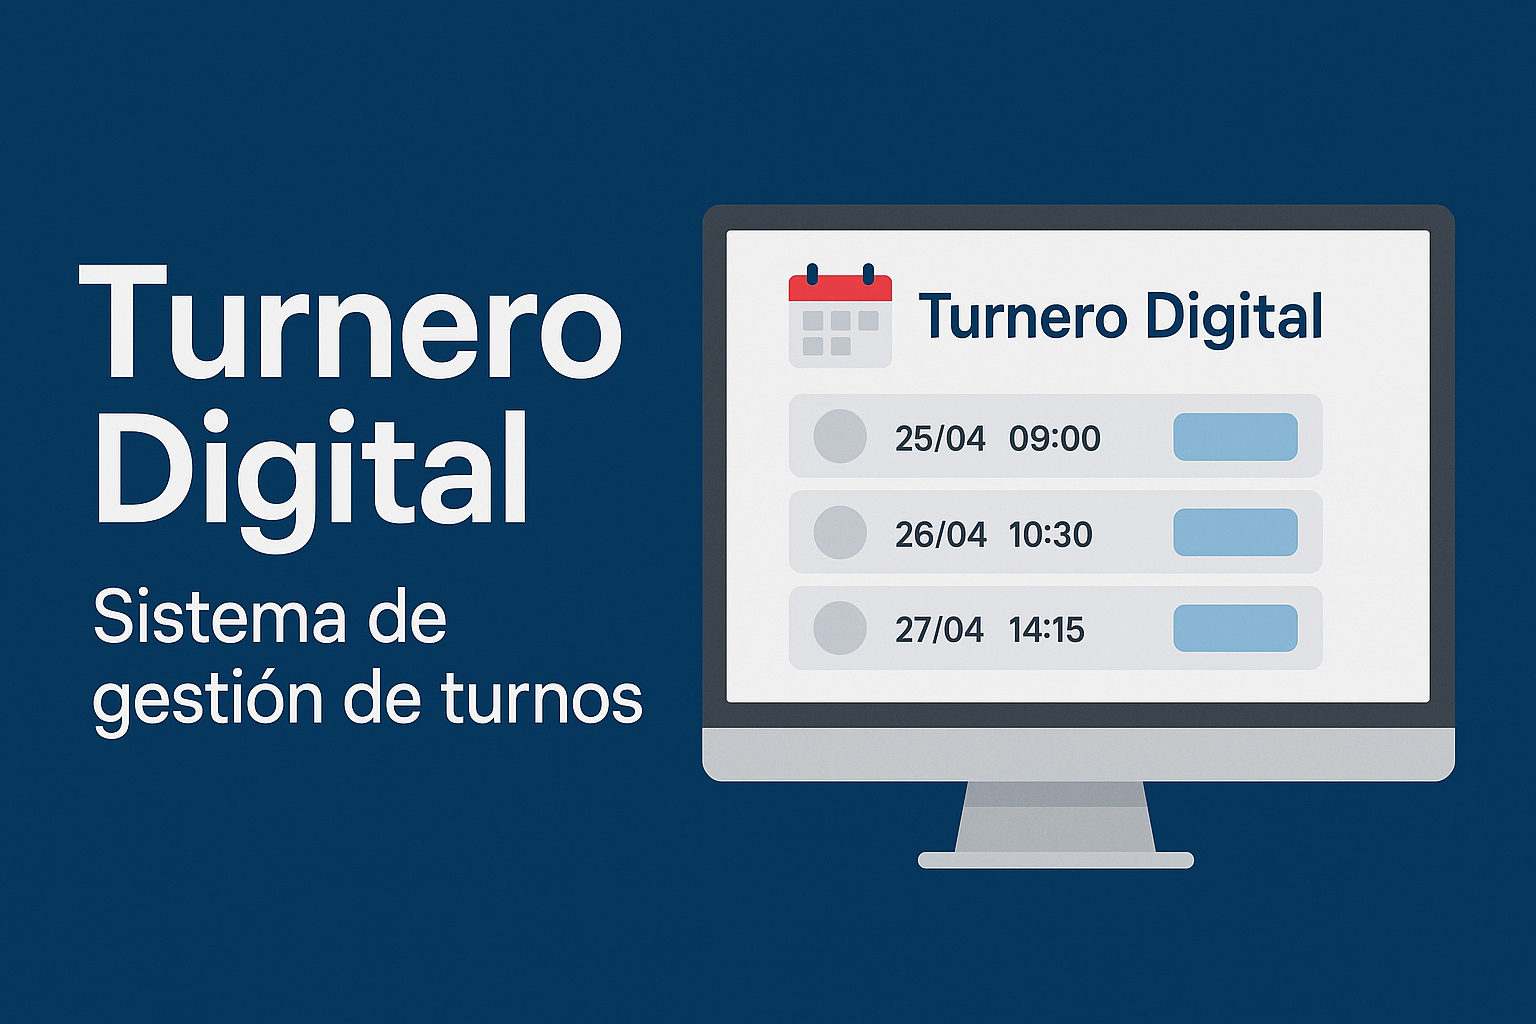 Turnero
Digital
Sistema de
gestión de turnos
Turnero Digital
25/04 09:00
26/04 10:30
27/04 14:15